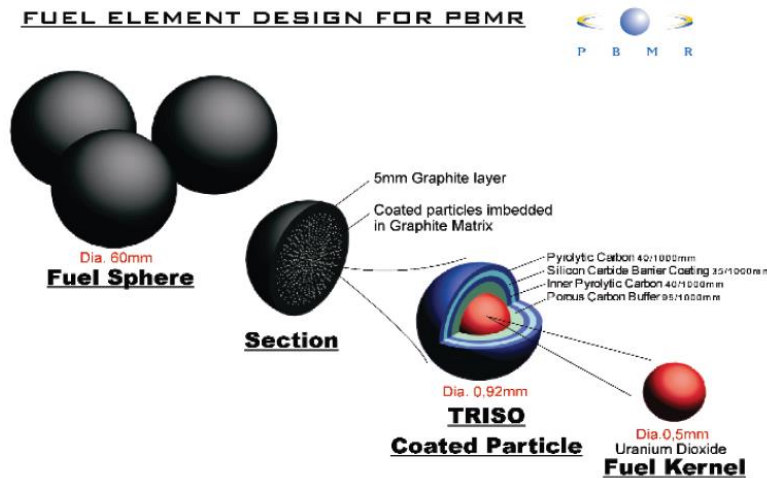 FUEL ELEMENT DESIGN FOR PBMR
P B M R
5mm Graphite layer
Coated particles imbedded
in Graphite Matrix
Dia. 60mm
Fuel Sphere
Pyrolytic Carbon 40/1000mm
Silicon Carbide Barrier Coating 35/1000mm
Inner Pyrolytic Carbon 40/1000mm
Porous Carbon Buffer 95/1000mm
Section
Dia. 0,92mm
TRISO
Coated Particle
Dia.0,5mm
Uranium Dioxide
Fuel Kernel